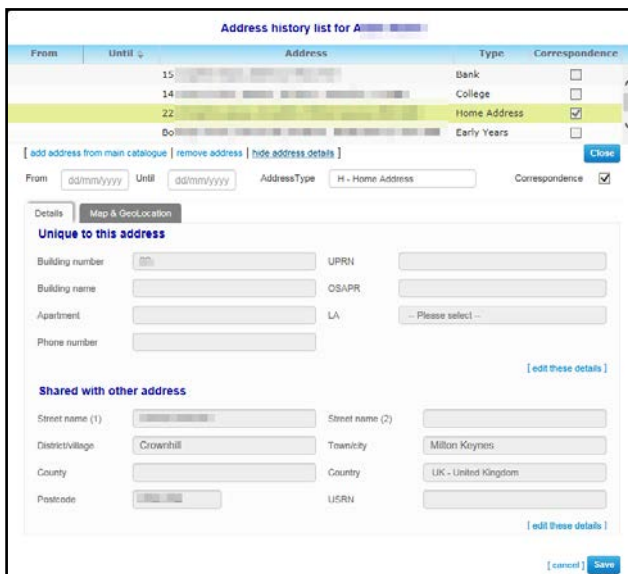 Address history list for A
From Until Address Type Correspondence
15 Bank
14 College
22 Home Address
Bo Early Years
[ add address from main catalogue | remove address | hide address details ] Close
From dd/mm/yyyy Until dd/mm/yyyy AddressType H - Home Address Correspondence
Details Map & GeoLocation
Unique to this address
Building number UPRN
Building name OSAPR
Apartment LA -- Please select --
Phone number
[ edit these details ]
Shared with other address
Street name (1) Street name (2)
District/village Crownhill Town/city Milton Keynes
County Country UK - United Kingdom
Postcode USRN
[ edit these details ]
[ cancel ] Save